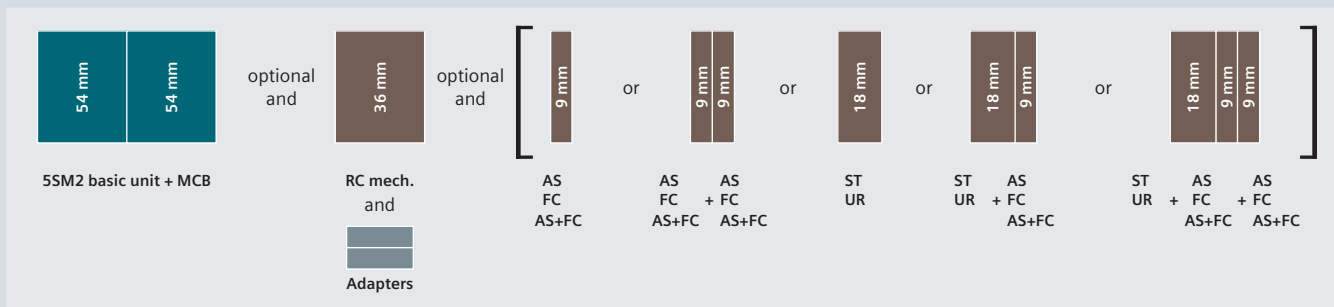 54 mm
54 mm
optional
and
36 mm
optional
and
9 mm
or
9 mm
9 mm
or
18 mm
or
18 mm
9 mm
or
18 mm
9 mm
9 mm
5SM2 basic unit + MCB
RC mech.
and
Adapters
AS
FC
AS+FC
AS AS
FC + FC
AS+FC AS+FC
ST
UR
ST AS
UR + FC
AS+FC
ST AS AS
UR + FC + FC
AS+FC AS+FC